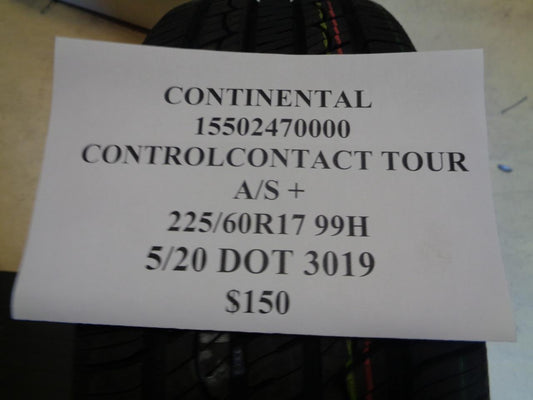 CONTINENTAL
15502470000
CONTROLCONTACT TOUR
A/S +
225/60R17 99H
5/20 DOT 3019
$150